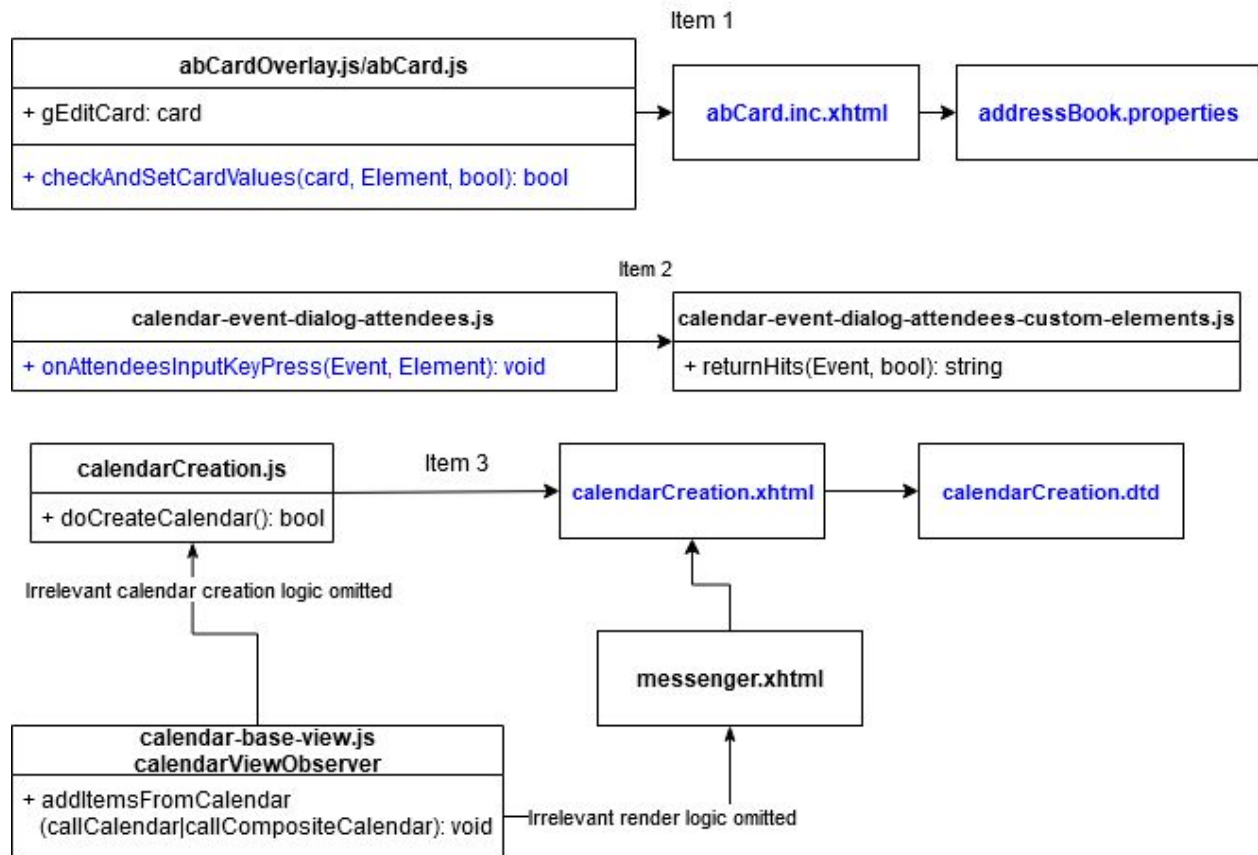 Item 1
abCardOverlay.js/abCard.js
+ gEditCard: card
+ checkAndSetCardValues(card, Element, bool): bool
abCard.inc.xhtml
addressBook.properties
Item 2
calendar-event-dialog-attendees.js
+ onAttendeesInputKeyPress(Event, Element): void
calendar-event-dialog-attendees-custom-elements.js
+ returnHits(Event, bool): string
Item 3
calendarCreation.js
+ doCreateCalendar(): bool
calendarCreation.xhtml
calendarCreation.dtd
Irrelevant calendar creation logic omitted
messenger.xhtml
calendar-base-view.js
calendarViewObserver
+ addItemsFromCalendar
(callCalendar|callCompositeCalendar): void
Irrelevant render logic omitted